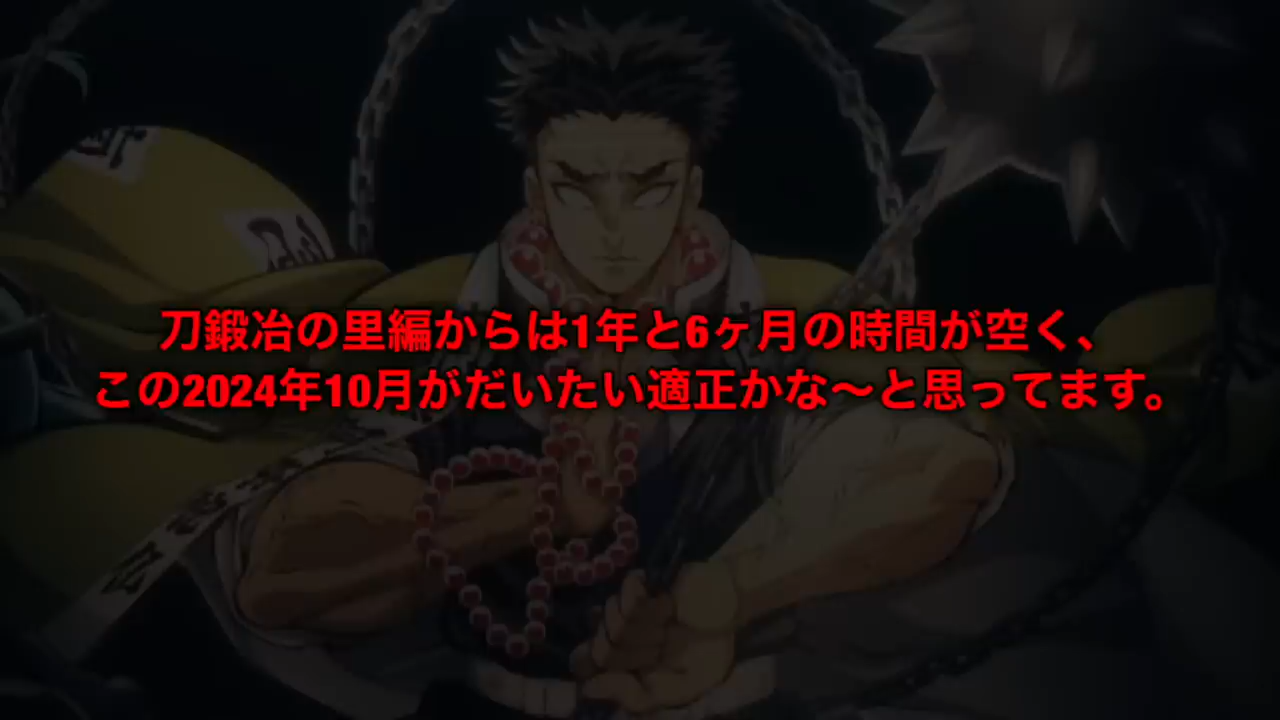 刀鍛冶の里編からは1年と6ヶ月の時間が空く、
この2024年10月がだいたい適正かな〜と思ってます。